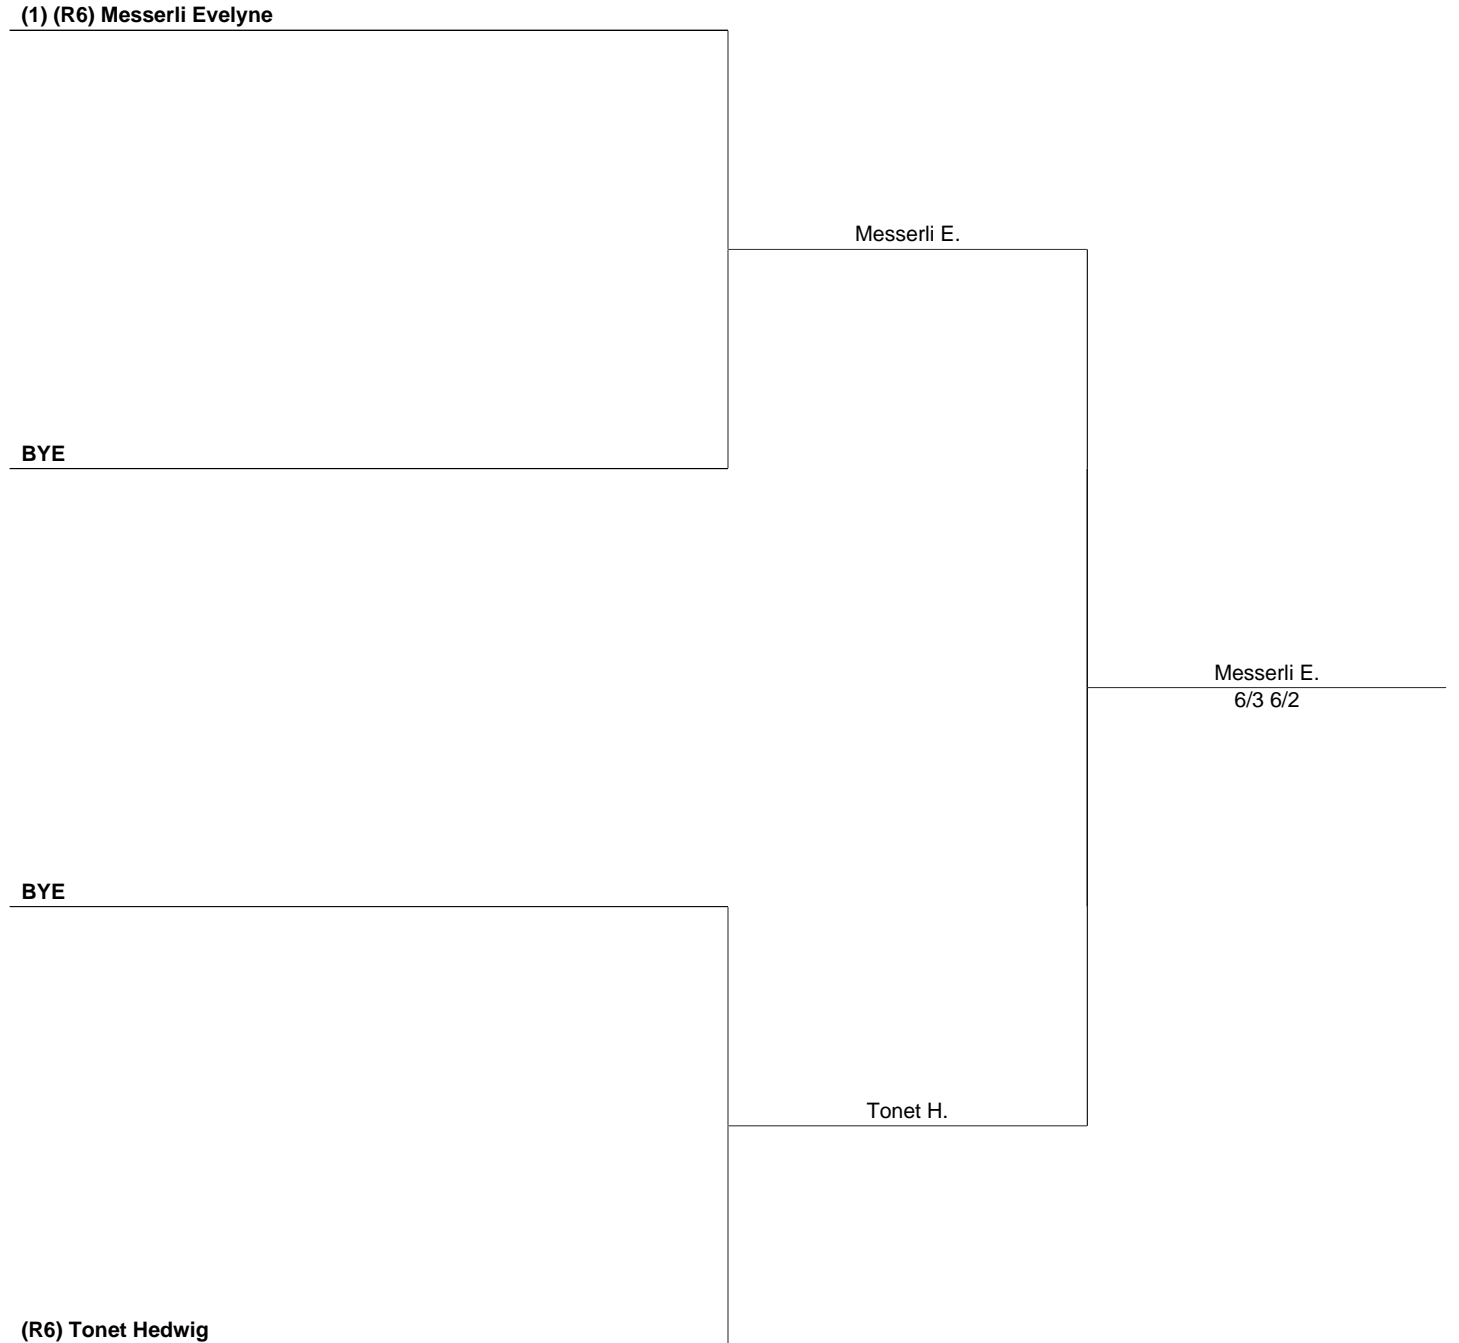 (1) (R6) Messerli Evelyne
Messerli E.
BYE
Messerli E.
6/3 6/2
BYE
Tonet H.
(R6) Tonet Hedwig